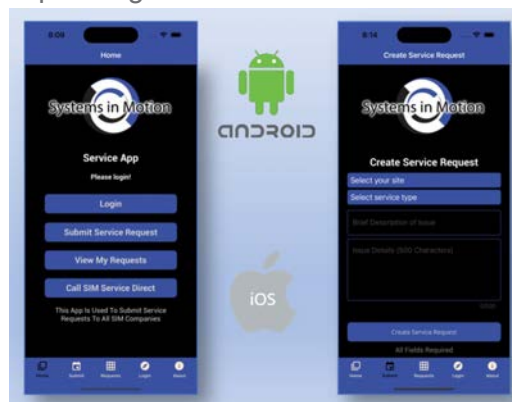 8:09
Home
Systems in Motion
Service App
Please login!
Login
Submit Service Request
View My Requests
Call SIM Service Direct
This App Is Used To Submit Service
Requests To All SIM Companies
Home Submit Requests Login About
android
iOS
8:14
Create Service Request
Systems in Motion
Create Service Request
Select your site
Select service type
Brief Description of Issue
Issue Details (500 Characters)
Create Service Request
All Fields Required
Home Submit Requests Login About